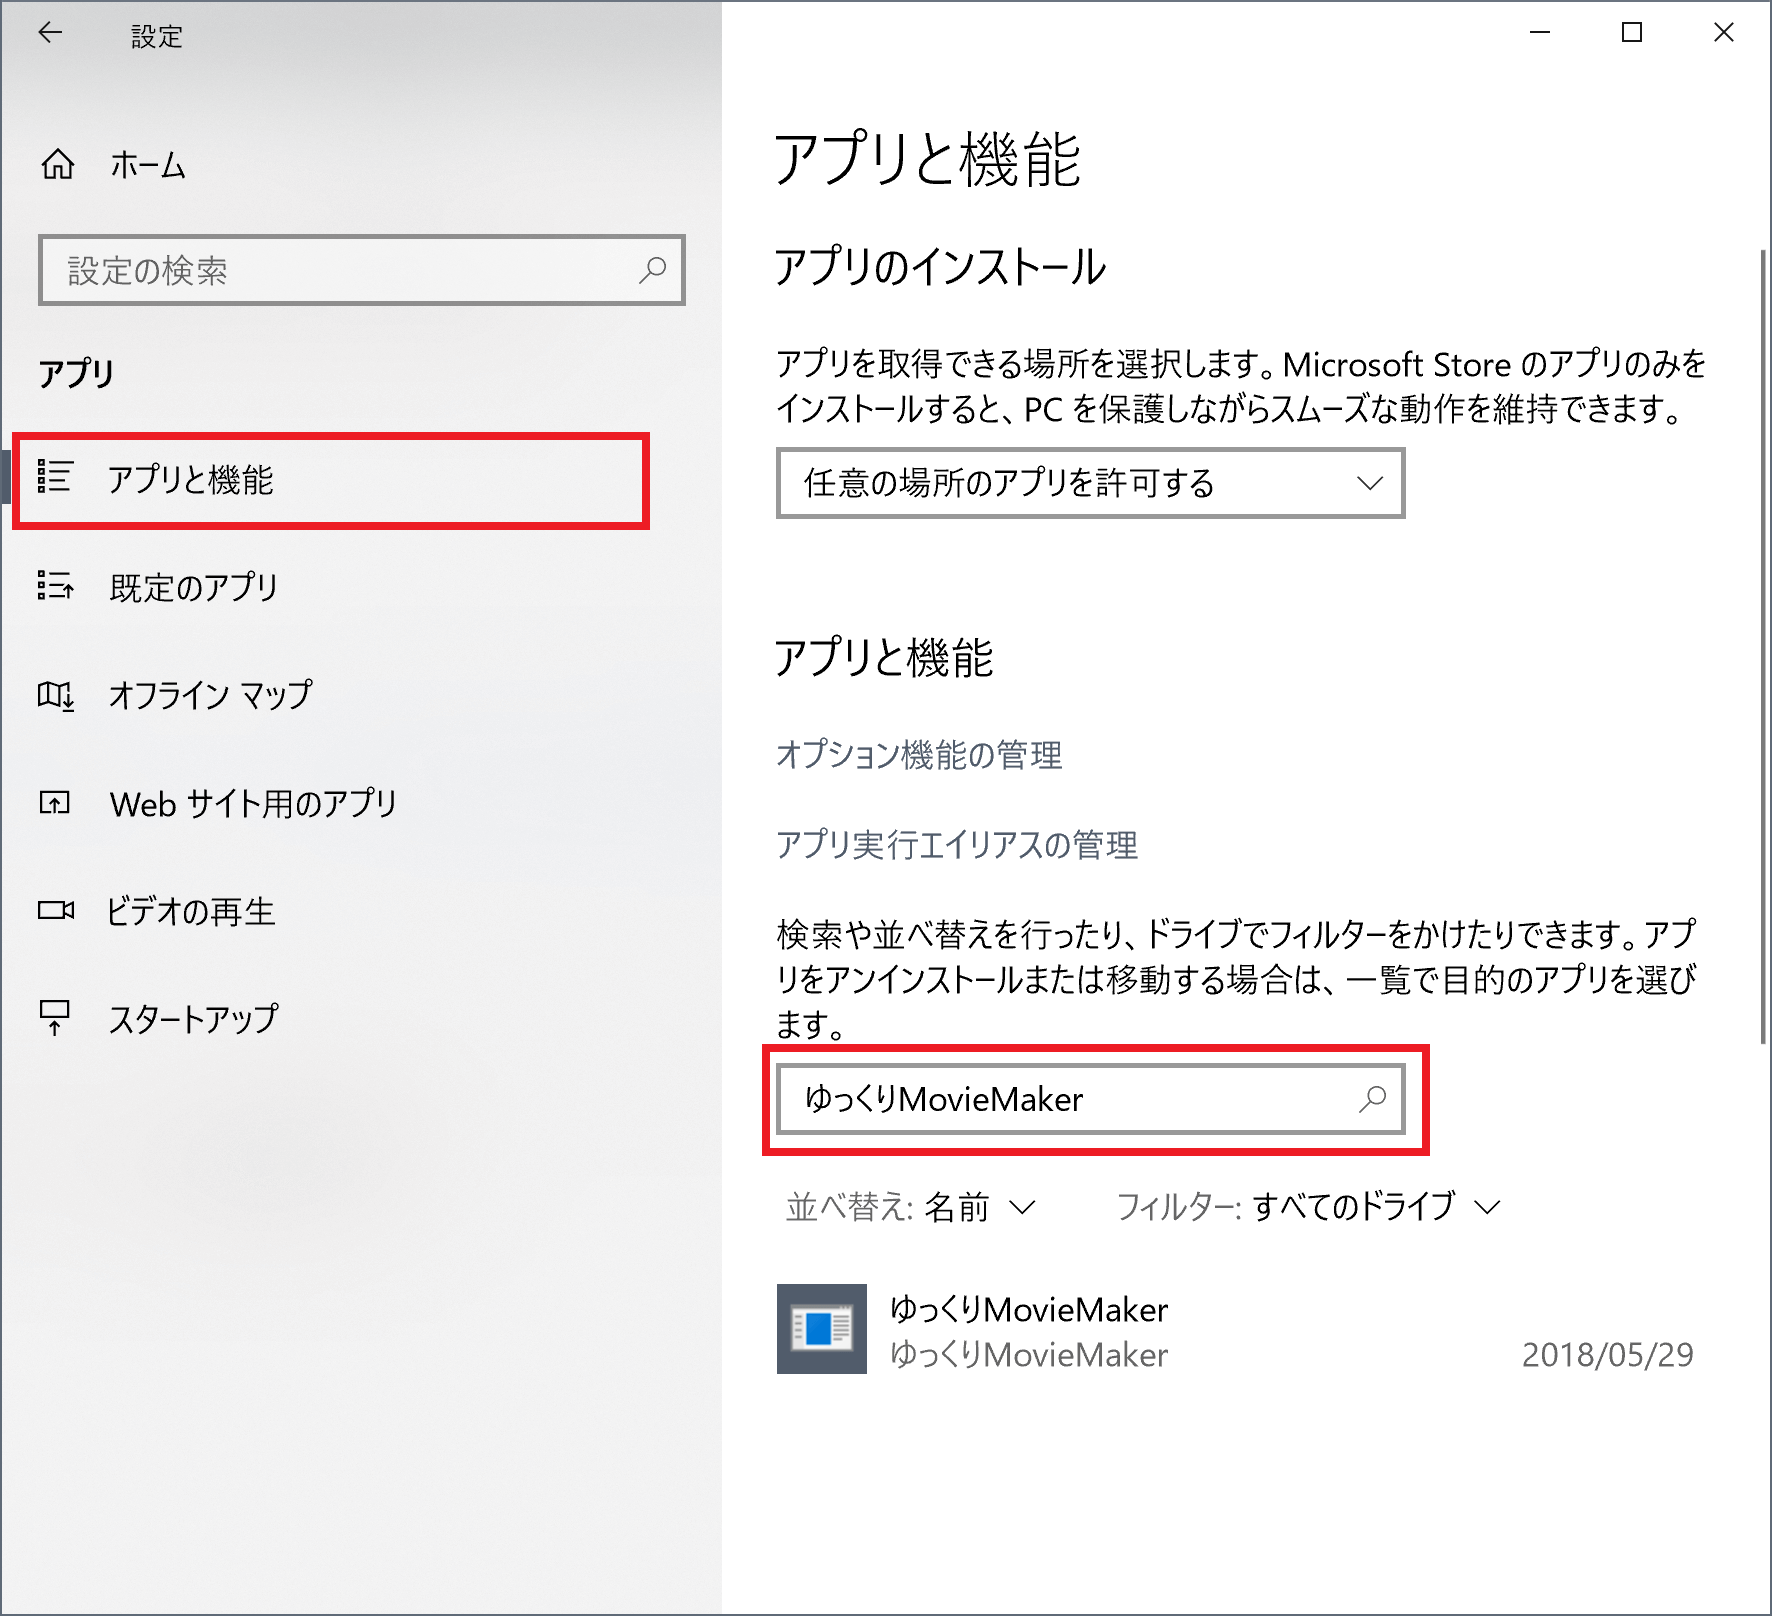 設定
ホーム
設定の検索
アプリ
アプリと機能
既定のアプリ
オフライン マップ
Web サイト用のアプリ
ビデオの再生
スタートアップ
アプリと機能
アプリのインストール
アプリを取得できる場所を選択します。Microsoft Store のアプリのみを
インストールすると、PC を保護しながらスムーズな動作を維持できます。
任意の場所のアプリを許可する
アプリと機能
オプション機能の管理
アプリ実行エイリアスの管理
検索や並べ替えを行ったり、ドライブでフィルターをかけたりできます。アプ
リをアンインストールまたは移動する場合は、一覧で目的のアプリを選び
ます。
ゆっくりMovieMaker
並べ替え: 名前 フィルター: すべてのドライブ
ゆっくりMovieMaker
ゆっくりMovieMaker 2018/05/29